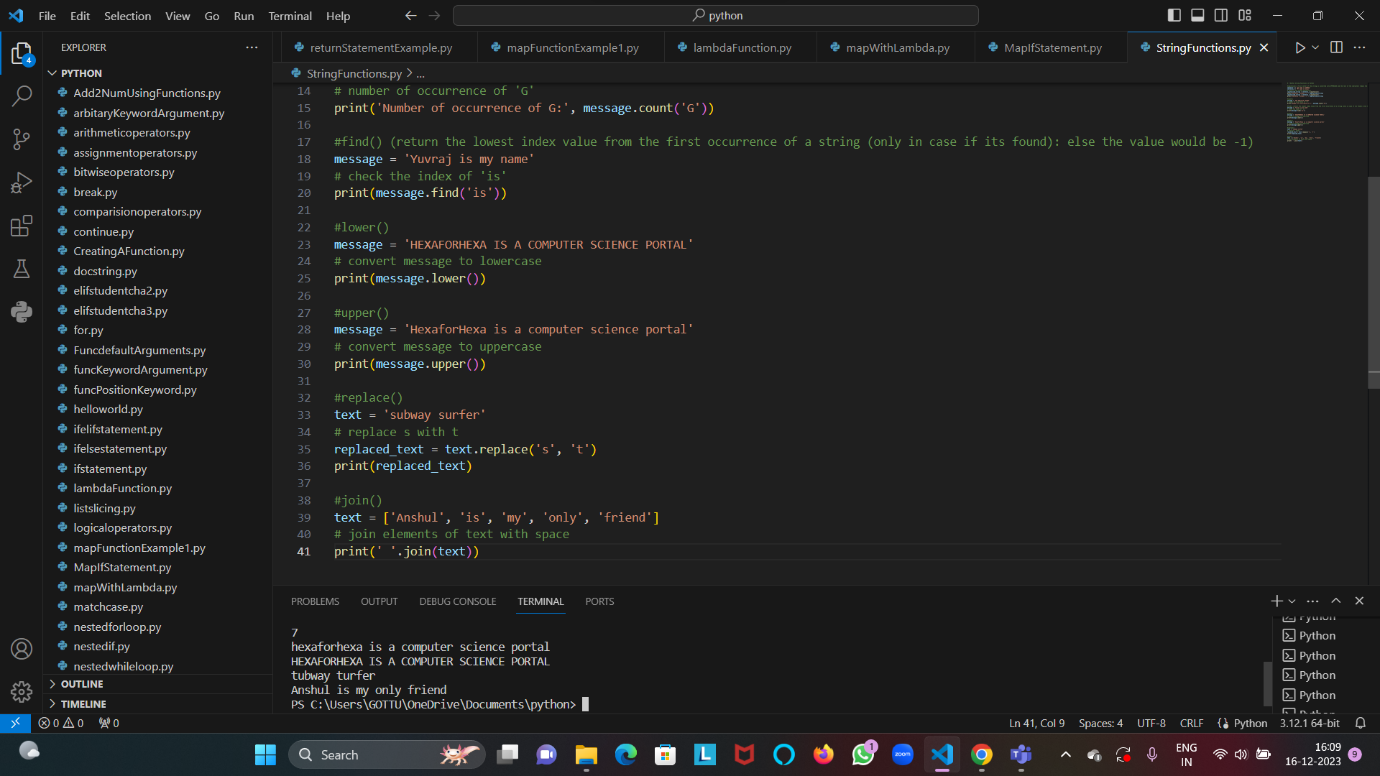 File Edit Selection View Go Run Terminal Help
python
EXPLORER
returnStatementExample.py mapFunctionExample1.py lambdaFunction.py mapWithLambda.py MapIfStatement.py StringFunctions.py
StringFunctions.py > ...
PYTHON
Add2NumUsingFunctions.py
arbitaryKeywordArgument.py
arithmeticoperators.py
assignmentoperators.py
bitwiseoperators.py
break.py
comparisionoperators.py
continue.py
CreatingAFunction.py
docstring.py
elifstudentcha2.py
elifstudentcha3.py
for.py
FuncdefaultArguments.py
funcKeywordArgument.py
funcPositionKeyword.py
helloworld.py
ifelifstatement.py
ifelsestatement.py
ifstatement.py
lambdaFunction.py
listslicing.py
logicaloperators.py
mapFunctionExample1.py
MapIfStatement.py
mapWithLambda.py
matchcase.py
nestedforloop.py
nestedif.py
nestedwhileloop.py
OUTLINE
TIMELINE
14 # number of occurrence of 'G'
15 print('Number of occurrence of G:', message.count('G'))
16
17 #find() (return the lowest index value from the first occurrence of a string (only in case if its found): else the value would be -1)
18 message = 'Yuvraj is my name'
19 # check the index of 'is'
20 print(message.find('is'))
21
22 #lower()
23 message = 'HEXAFORHEXA IS A COMPUTER SCIENCE PORTAL'
24 # convert message to lowercase
25 print(message.lower())
26
27 #upper()
28 message = 'HexaforHexa is a computer science portal'
29 # convert message to uppercase
30 print(message.upper())
31
32 #replace()
33 text = 'subway surfer'
34 # replace s with t
35 replaced_text = text.replace('s', 't')
36 print(replaced_text)
37
38 #join()
39 text = ['Anshul', 'is', 'my', 'only', 'friend']
40 # join elements of text with space
41 print(' '.join(text))
PROBLEMS OUTPUT DEBUG CONSOLE TERMINAL PORTS
7
hexaforhexa is a computer science portal
HEXAFORHEXA IS A COMPUTER SCIENCE PORTAL
tubway turfer
Anshul is my only friend
PS C:\Users\GOTTU\OneDrive\Documents\python>
Python
Python
Python
Python
Python
0 0 0
Ln 41, Col 9 Spaces: 4 UTF-8 CRLF Python 3.12.1 64-bit
4
Search
L
1
zoom
ENG
IN
16:09
16-12-2023
9